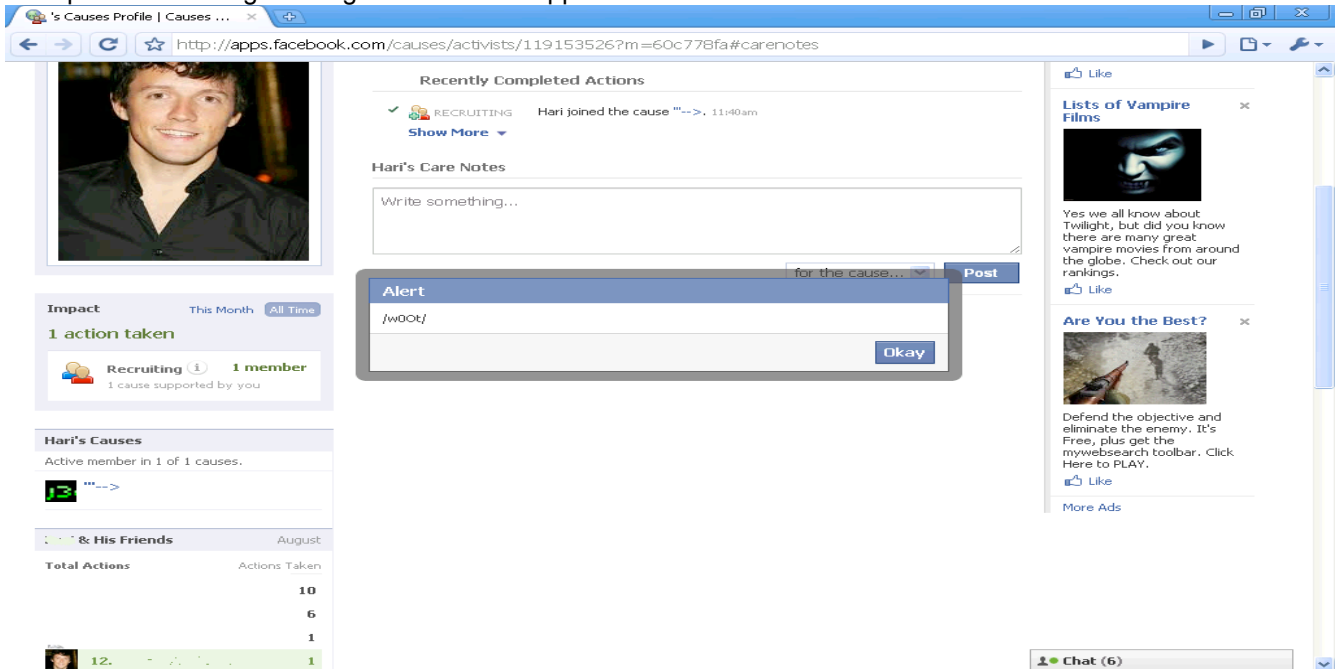 's Causes Profile | Causes ...
http://apps.facebook.com/causes/activists/119153526?m=60c778fa#carenotes
Recently Completed Actions
RECRUITING Hari joined the cause "'-->. 11:40am
Show More
Hari's Care Notes
Write something...
for the cause...
Post
Alert
/w00t/
Okay
Impact This Month All Time
1 action taken
Recruiting i 1 member
1 cause supported by you
Hari's Causes
Active member in 1 of 1 causes.
"'-->
& His Friends August
Total Actions Actions Taken
10
6
1
12. 1
Like
Lists of Vampire
Films
Yes we all know about
Twilight, but did you know
there are many great
vampire movies from around
the globe. Check out our
rankings.
Like
Are You the Best?
Defend the objective and
eliminate the enemy. It's
Free, plus get the
mywebsearch toolbar. Click
Here to PLAY.
Like
More Ads
Chat (6)